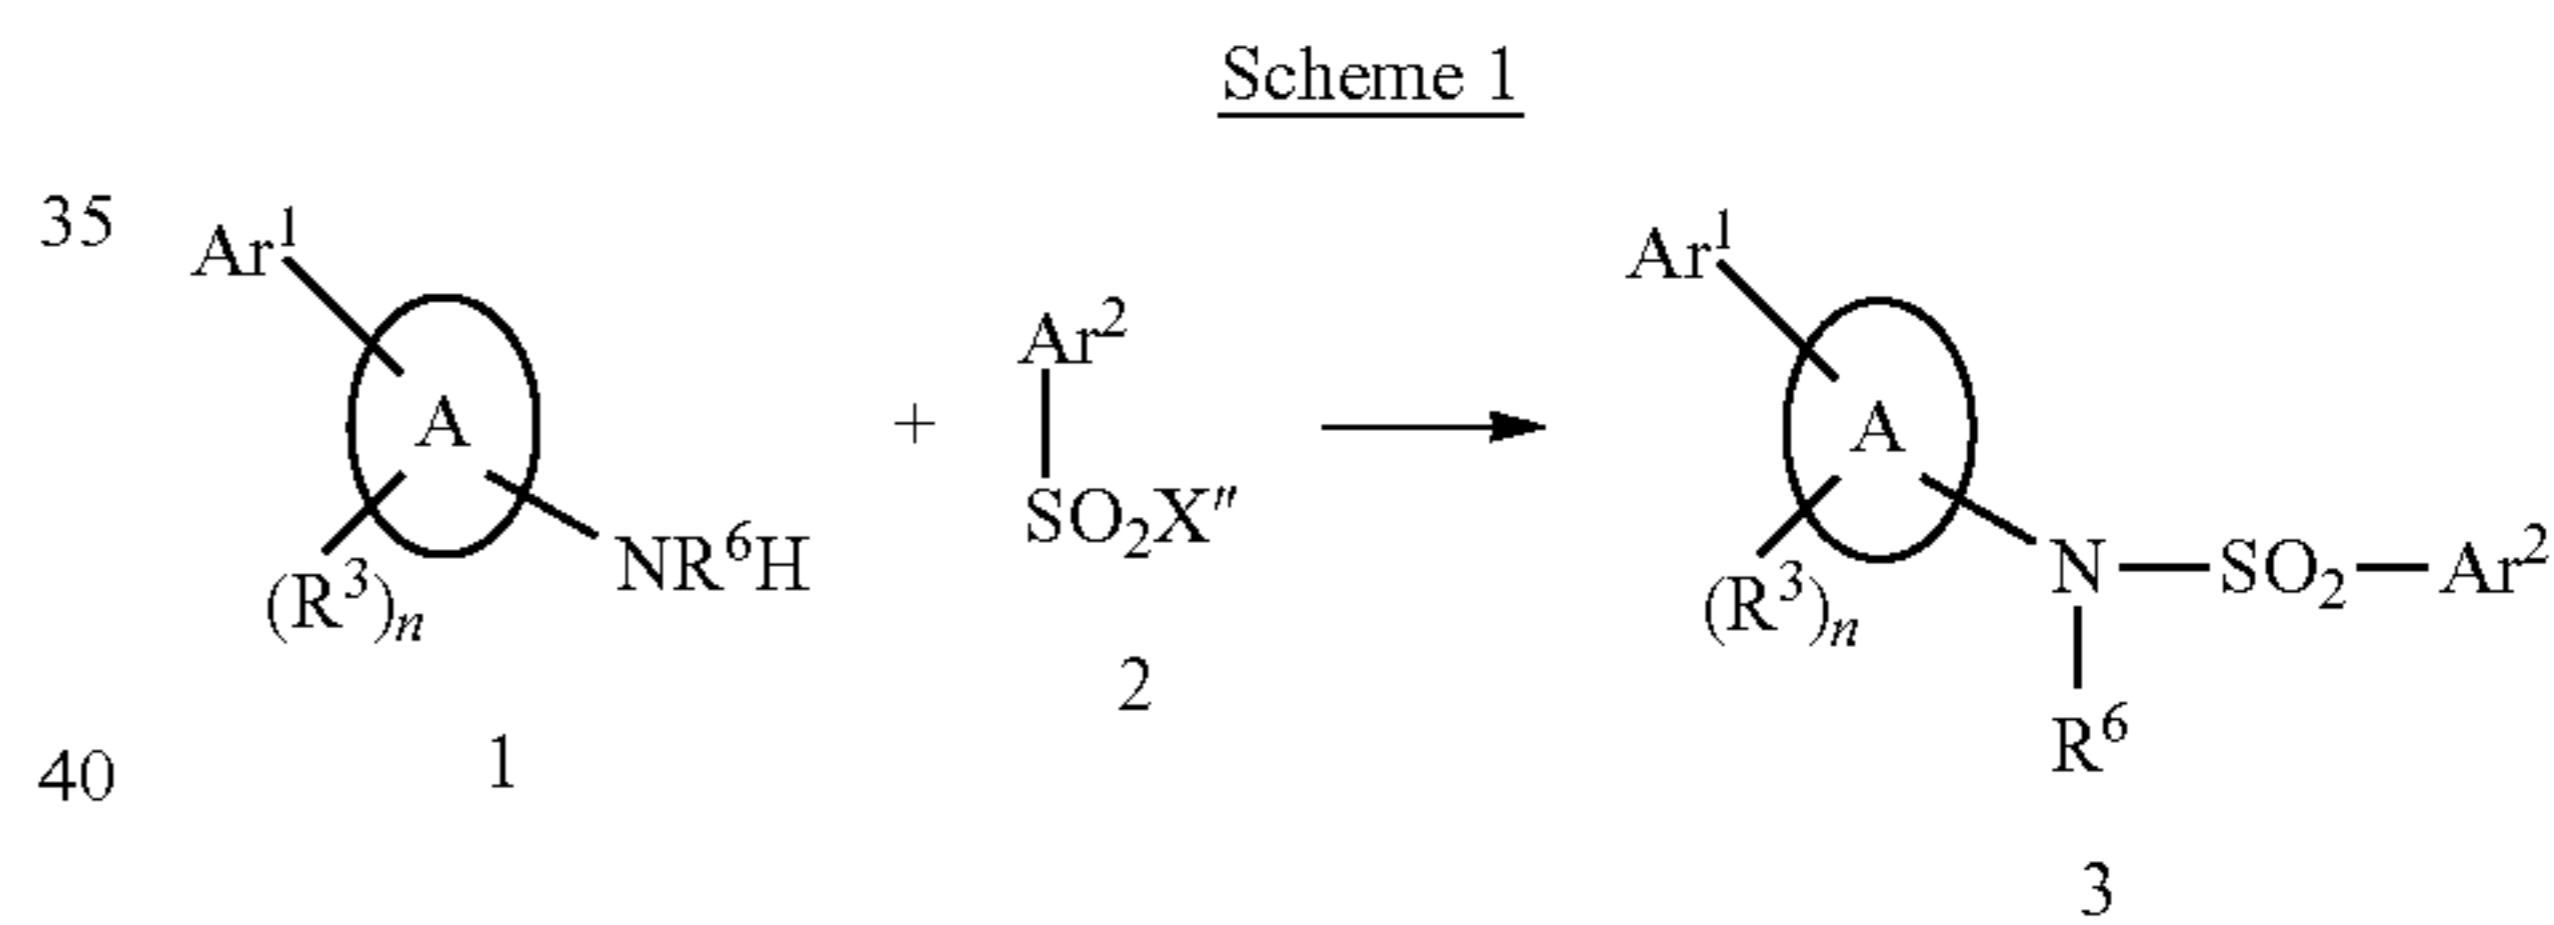 Scheme 1
35
Ar¹
A
(R³)ₙ
NR⁶H
1
+
Ar²
SO₂X″
2
Ar¹
A
(R³)ₙ
N—SO₂—Ar²
R⁶
3
40